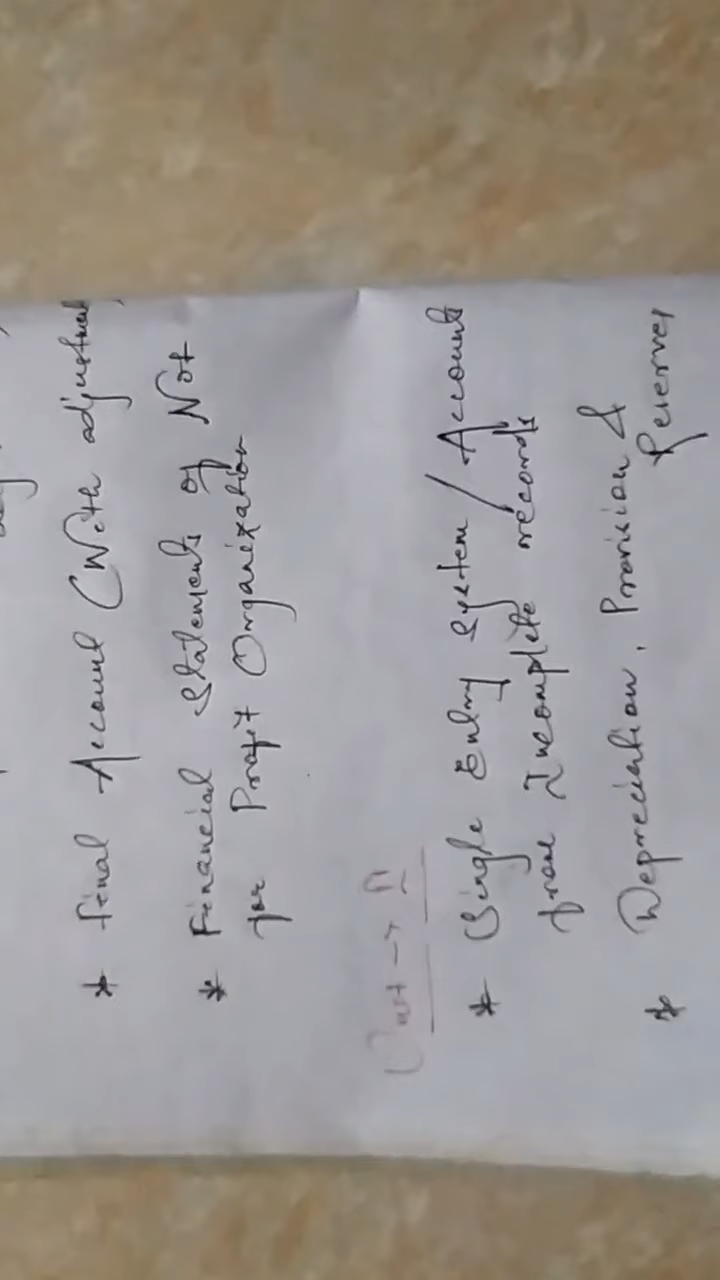 * Final Account (With adjustment
* Financial Statements of Not
for Profit Organization
Unit → II
* Single Entry System / Accounts
from Incomplete records
* Depreciation, Provision &
Reserves